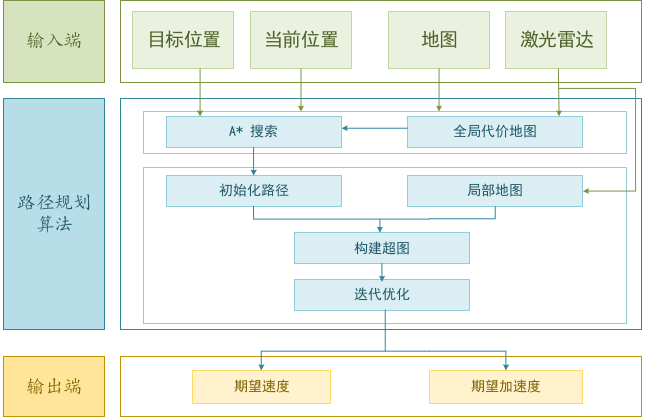 输入端
目标位置
当前位置
地图
激光雷达
路径规划
算法
A* 搜索
全局代价地图
初始化路径
局部地图
构建超图
迭代优化
输出端
期望速度
期望加速度